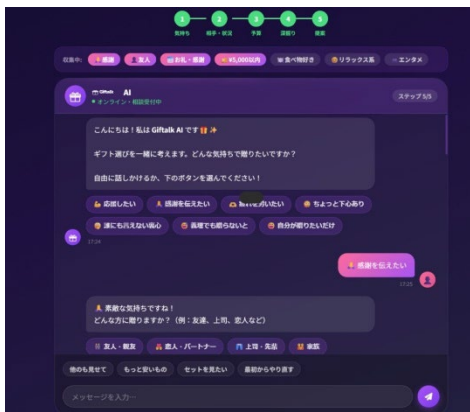 1 2 3 4 5
気持ち 相手・状況 予算 深掘り 提案
収集中: 感謝 友人 お礼・感謝 ¥5,000以内 食べ物好き リラックス系 エンタメ
Giftalk AI
オンライン・相談受付中
ステップ 5/5
こんにちは！私は Giftalk AI です
ギフト選びを一緒に考えます。どんな気持ちで贈りたいですか？
自由に話しかけるか、下のボタンを選んでください！
応援したい 感謝を伝えたい いたい ちょっと下心あり
誰にも言えない本心 義理でも贈らないと 自分が贈りたいだけ
17:24
感謝を伝えたい
17:25
素敵な気持ちですね！
どんな方に贈りますか？（例：友達、上司、恋人など）
友人・親友 恋人・パートナー 上司・先輩 家族
他のも見せて もっと安いもの セットを見たい 最初からやり直す
メッセージを入力…